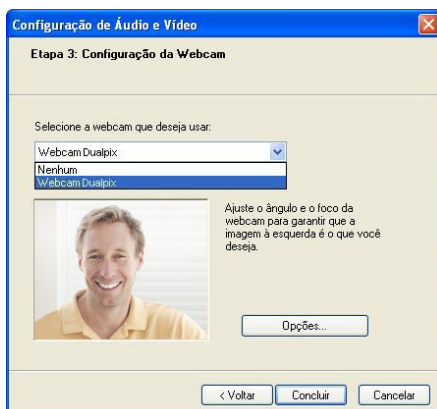 Configuração de Áudio e Vídeo
Etapa 3: Configuração da Webcam
Selecione a webcam que deseja usar:
Webcam Dualpix
Nenhum
Webcam Dualpix
Ajuste o ângulo e o foco da
webcam para garantir que a
imagem à esquerda é o que você
deseja.
Opções...
< Voltar
Concluir
Cancelar